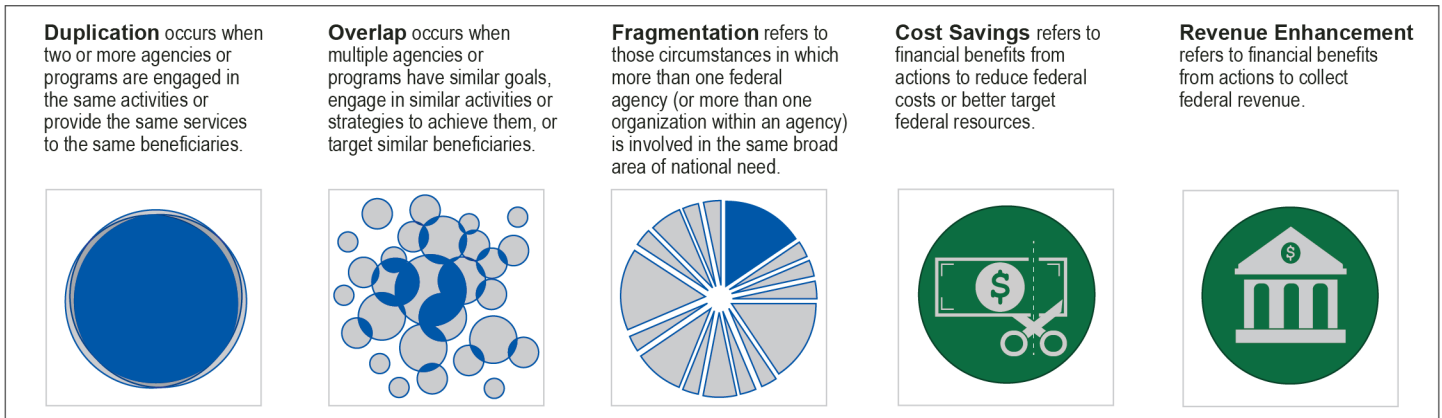 Duplication occurs when
two or more agencies or
programs are engaged in
the same activities or
provide the same services
to the same beneficiaries.
Overlap occurs when
multiple agencies or
programs have similar goals,
engage in similar activities or
strategies to achieve them, or
target similar beneficiaries.
Fragmentation refers to
those circumstances in which
more than one federal
agency (or more than one
organization within an agency)
is involved in the same broad
area of national need.
Cost Savings refers to
financial benefits from
actions to reduce federal
costs or better target
federal resources.
Revenue Enhancement
refers to financial benefits
from actions to collect
federal revenue.
$
$